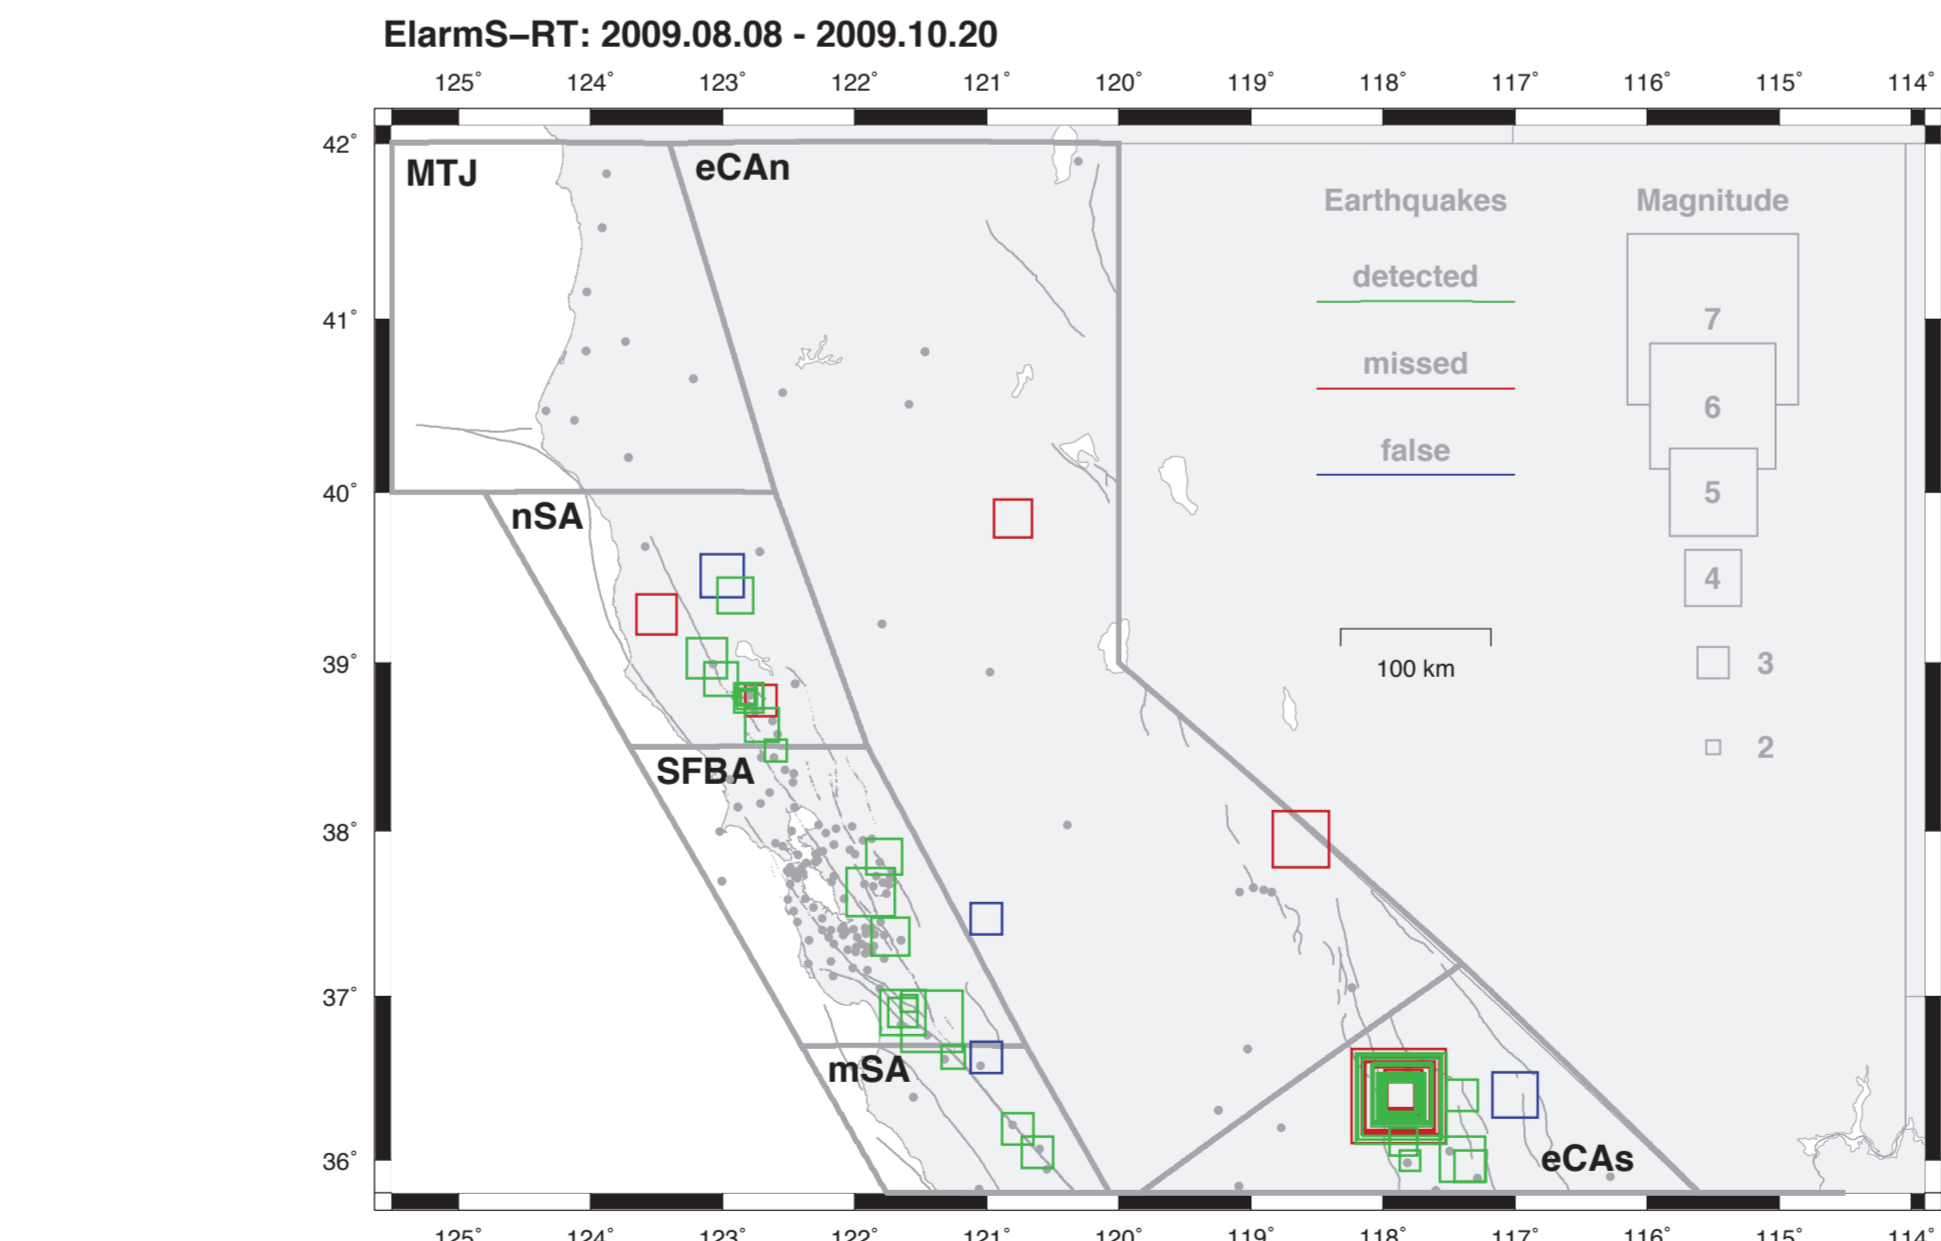 ElarmS–RT: 2009.08.08 - 2009.10.20
125° 124° 123° 122° 121° 120° 119° 118° 117° 116° 115° 114°
42°
MTJ
eCAn
Earthquakes
Magnitude
detected
41°
7
missed
6
false
40°
5
nSA
4
39°
100 km
3
2
SFBA
38°
37°
mSA
36°
eCAs
125° 124° 123° 122° 121° 120° 119° 118° 117° 116° 115° 114°